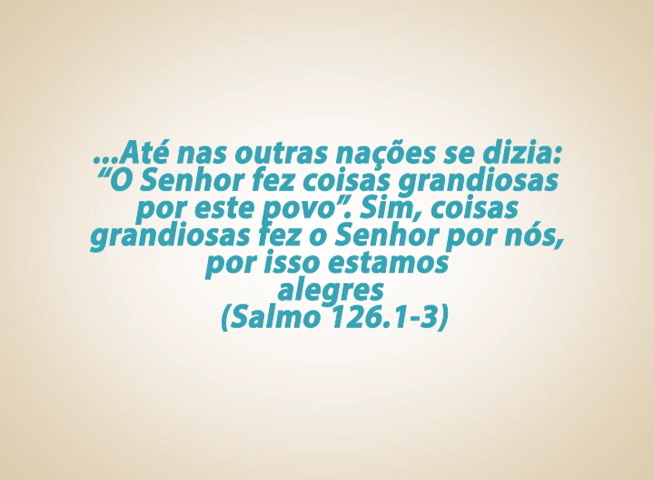 ...Até nas outras nações se dizia:
“O Senhor fez coisas grandiosas
por este povo”. Sim, coisas
grandiosas fez o Senhor por nós,
por isso estamos
alegres
(Salmo 126.1-3)